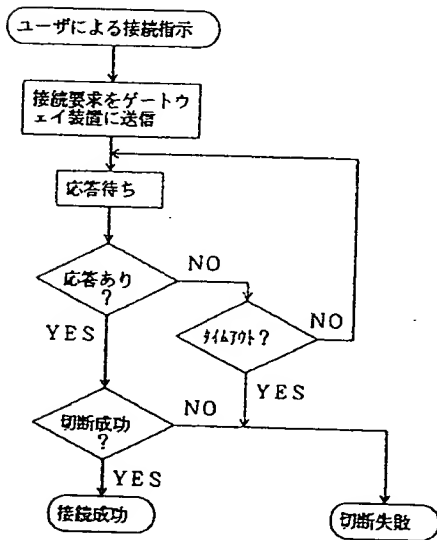 ユーザによる接続指示
接続要求をゲートウ
ェイ装置に送信
応答待ち
応答あり
?
NO
YES
タイムアウト?
NO
YES
切断成功
?
NO
YES
接続成功
切断失敗